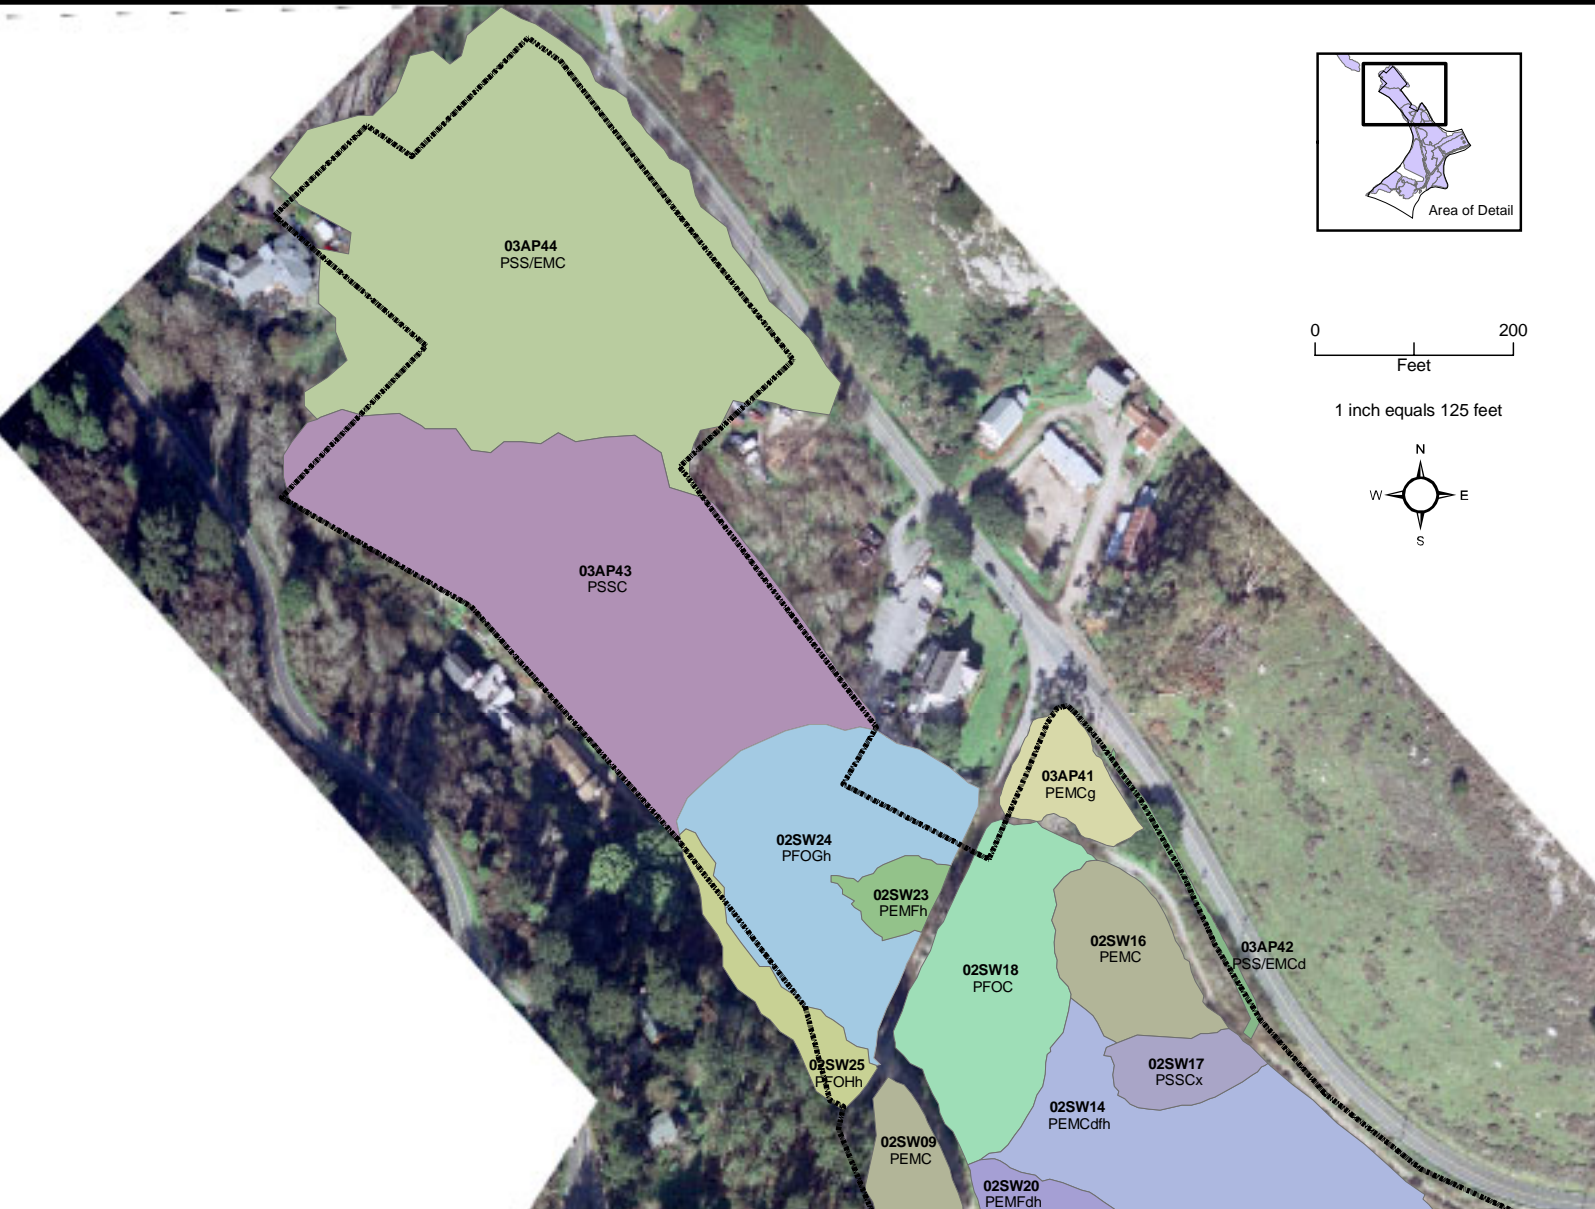 Area of Detail
0 200
Feet
1 inch equals 125 feet
N
W E
S
03AP44
PSS/EMC
03AP43
PSSC
03AP41
PEMCg
02SW24
PFOGh
02SW23
PEMFh
02SW16
PEMC
03AP42
PSS/EMCd
02SW18
PFOC
02SW17
PSSCx
02SW25
PFOHh
02SW14
PEMCdfh
02SW09
PEMC
02SW20
PEMFdh